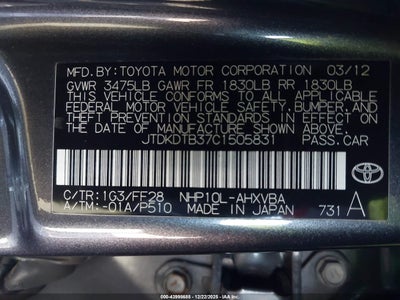 MFD.BY:TOYOTA MOTOR CORPORATION 03/12
GVWR 3475LB GAWR FR 1830LB RR 1830LB
THIS VEHICLE CONFORMS TO ALL APPLICABLE
FEDERAL MOTOR VEHICLE SAFETY,BUMPER,AND
THEFT PREVENTION STANDARDS IN EFFECT ON
THE DATE OF MANUFACTURE SHOWN ABOVE.
JTDKDTB37C1505831 PASS.CAR
C/TR:1G3/FF28 NHP10L-AHXVBA
A/TM:-01A/P510 MADE IN JAPAN 731 A
TOYOTA
000-43998688 - 12/22/2025 - IAA, Inc.